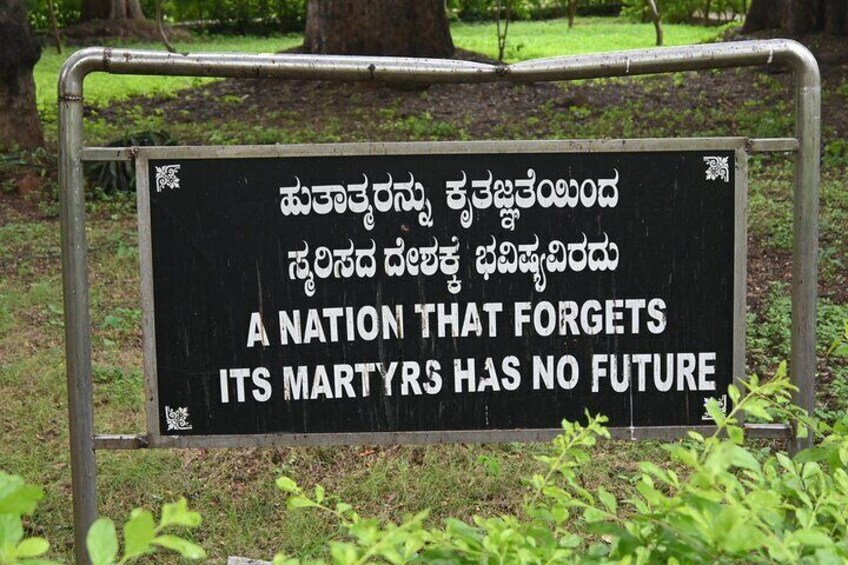 ಹುತಾತ್ಮರನ್ನು ಕೃತಜ್ಞತೆಯಿಂದ
ಸ್ಮರಿಸದ ದೇಶಕ್ಕೆ ಭವಿಷ್ಯವಿರದು
A NATION THAT FORGETS
ITS MARTYRS HAS NO FUTURE